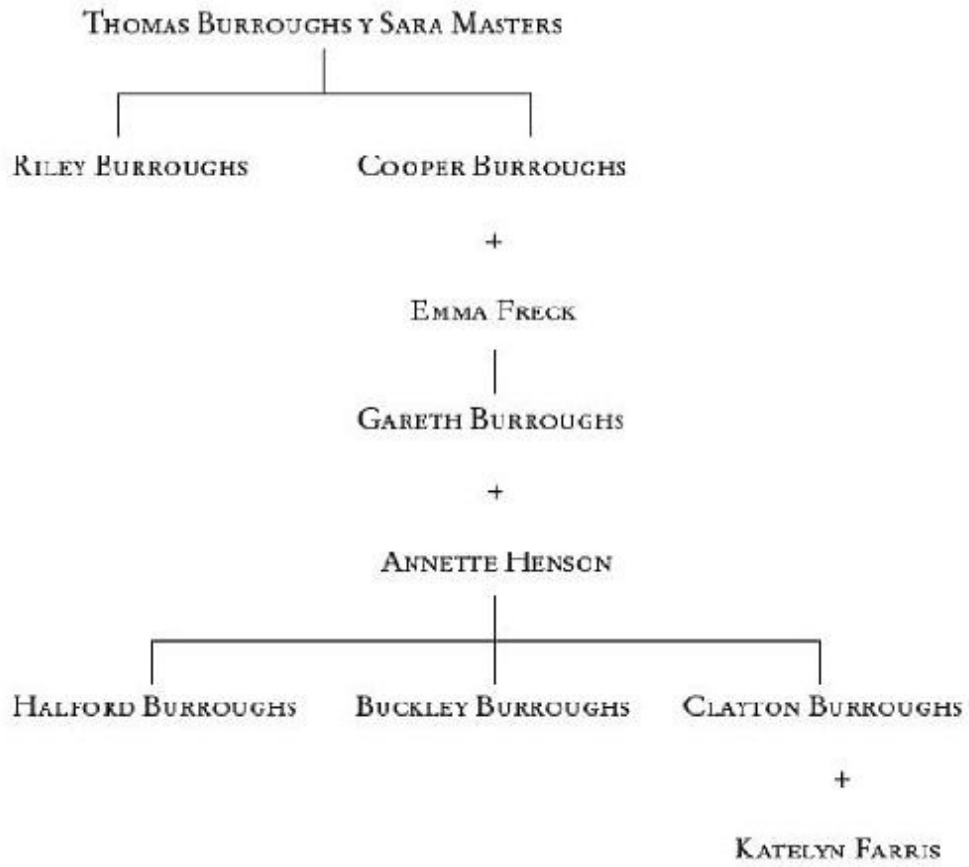 THOMAS BURROUGHS Y SARA MASTERS
RILEY BURROUGHS COOPER BURROUGHS
+
EMMA FRECK
GARETH BURROUGHS
+
ANNETTE HENSON
HALFORD BURROUGHS BUCKLEY BURROUGHS CLAYTON BURROUGHS
+
KATELYN FARRIS